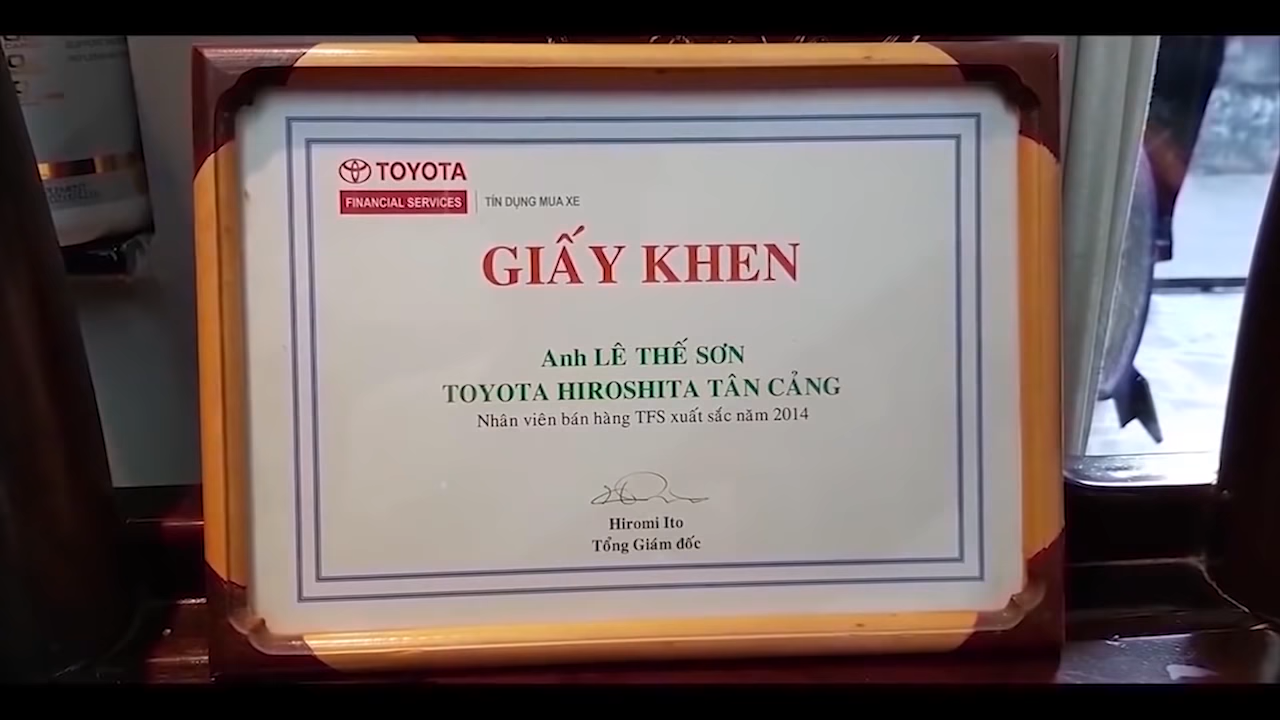 TOYOTA
FINANCIAL SERVICES
TÍN DỤNG MUA XE
GIẤY KHEN
Anh LÊ THẾ SƠN
TOYOTA HIROSHITA TÂN CẢNG
Nhân viên bán hàng TFS xuất sắc năm 2014
Hiromi Ito
Tổng Giám đốc